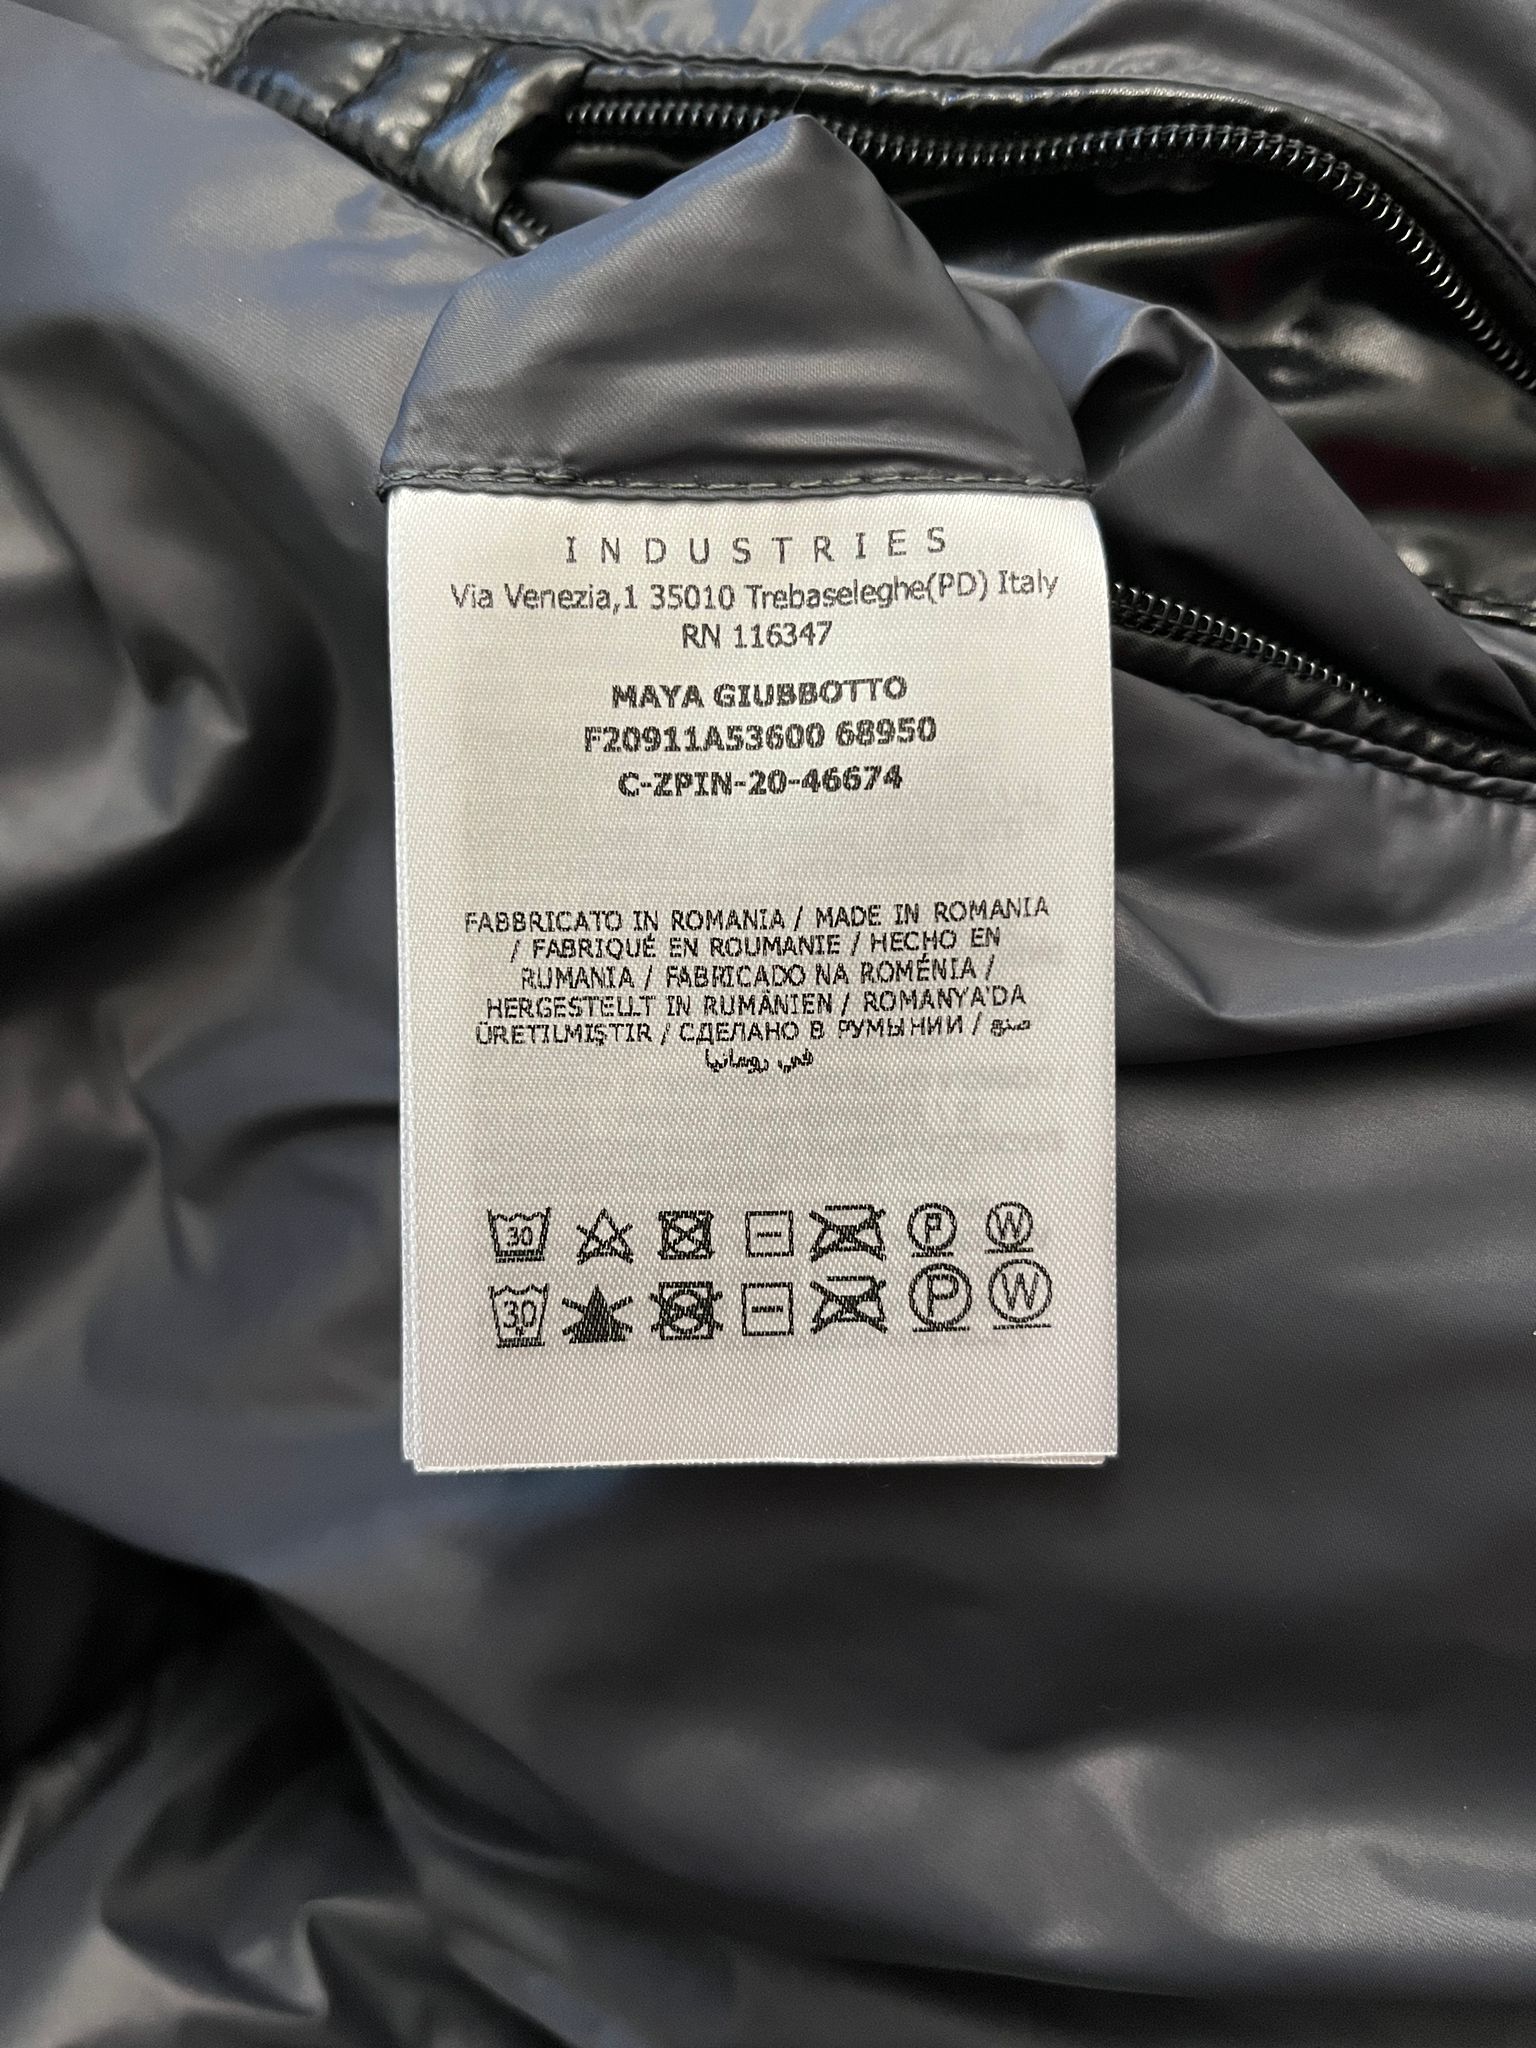 INDUSTRIES
Via Venezia,1 35010 Trebaseleghe(PD) Italy
RN 116347
MAYA GIUBBOTTO
F20911A53600 68950
C-ZPIN-20-46674
FABBRICATO IN ROMANIA / MADE IN ROMANIA
/ FABRIQUÉ EN ROUMANIE / HECHO EN
RUMANIA / FABRICADO NA ROMÉNIA /
HERGESTELLT IN RUMÄNIEN / ROMANYA'DA
ÜRETILMIŞTIR / СДЕЛАНО В РУМЫНИИ / صنع
في رومانيا
30 P W
30 P W